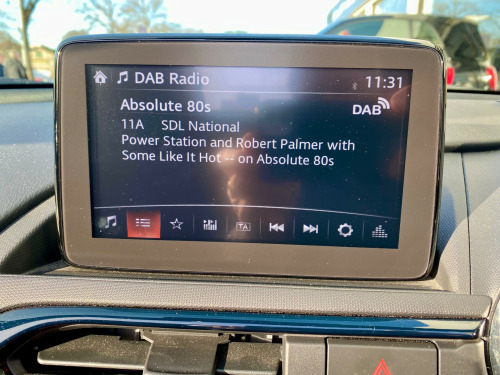 DAB Radio
11:31
Absolute 80s
DAB
11A SDL National
Power Station and Robert Palmer with
Some Like It Hot -- on Absolute 80s
TA